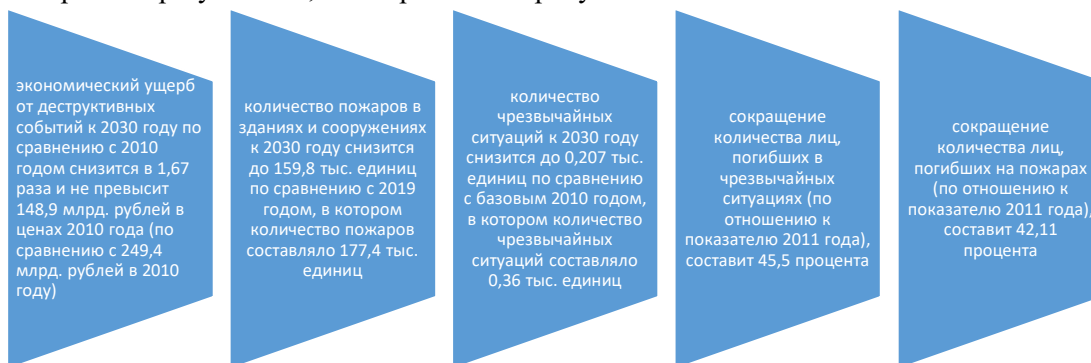 экономический ущерб
от деструктивных
событий к 2030 году по
сравнению с 2010
годом снизится в 1,67
раза и не превысит
148,9 млрд. рублей в
ценах 2010 года (по
сравнению с 249,4
млрд. рублей в 2010
году)
количество пожаров в
зданиях и сооружениях
к 2030 году снизится
до 159,8 тыс. единиц
по сравнению с 2019
годом, в котором
количество пожаров
составляло 177,4 тыс.
единиц
количество
чрезвычайных
ситуаций к 2030 году
снизится до 0,207 тыс.
единиц по сравнению
с базовым 2010 годом,
в котором количество
чрезвычайных
ситуаций составляло
0,36 тыс. единиц
сокращение
количества лиц,
погибших в
чрезвычайных
ситуациях (по
отношению к
показателю 2011 года),
составит 45,5 процента
сокращение
количества лиц,
погибших на пожарах
(по отношению к
показателю 2011 года),
составит 42,11
процента